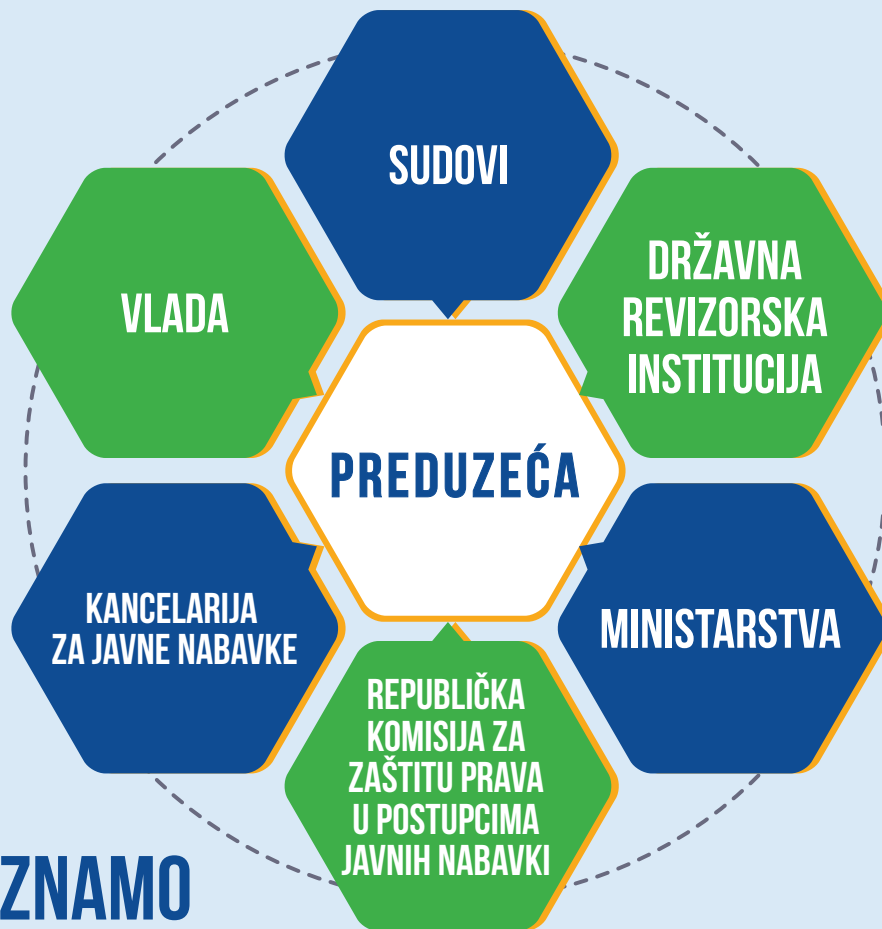 SUDOVI
VLADA
DRŽAVNA
REVIZORSKA
INSTITUCIJA
PREDUZEĆA
KANCELARIJA
ZA JAVNE NABAVKE
MINISTARSTVA
REPUBLIČKA
KOMISIJA ZA
ZAŠTITU PRAVA
U POSTUPCIMA
JAVNIH NABAVKI
ZNAMO